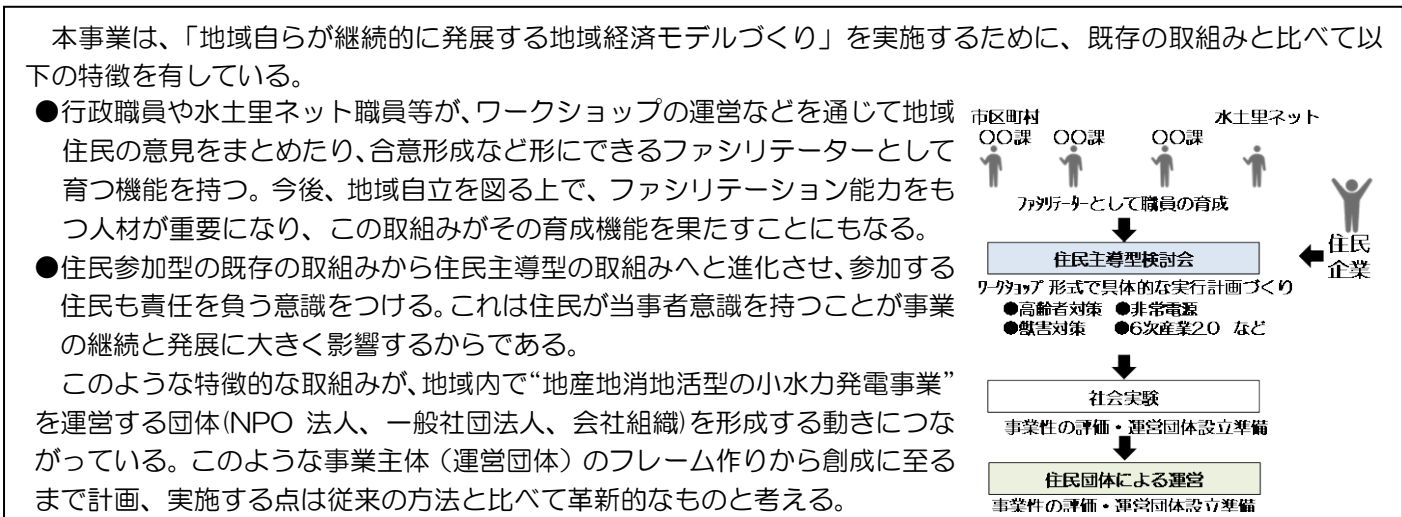 本事業は、「地域自らが継続的に発展する地域経済モデルづくり」を実施するために、既存の取組みと比べて以
下の特徴を有している。
●行政職員や水土里ネット職員等が、ワークショップの運営などを通じて地域
住民の意見をまとめたり、合意形成など形にできるファシリテーターとして
育つ機能を持つ。今後、地域自立を図る上で、ファシリテーション能力をも
つ人材が重要になり、この取組みがその育成機能を果たすことにもなる。
●住民参加型の既存の取組みから住民主導型の取組みへと進化させ、参加する
住民も責任を負う意識をつける。これは住民が当事者意識を持つことが事業
の継続と発展に大きく影響するからである。
このような特徴的な取組みが、地域内で“地産地消地活型の小水力発電事業”
を運営する団体(NPO 法人、一般社団法人、会社組織)を形成する動きにつな
がっている。このような事業主体（運営団体）のフレーム作りから創成に至る
まで計画、実施する点は従来の方法と比べて革新的なものと考える。
市区町村 水土里ネット
〇〇課 〇〇課 〇〇課
ﾌｧｼﾘﾃｰﾀｰとして職員の育成
住民主導型検討会
住民
企業
ﾜｰｸｼｮｯﾌﾟ 形式で具体的な実行計画づくり
●高齢者対策 ●非常電源
●獣害対策 ●6次産業2.0 など
社会実験
事業性の評価・運営団体設立準備
住民団体による運営
事業性の評価・運営団体設立準備